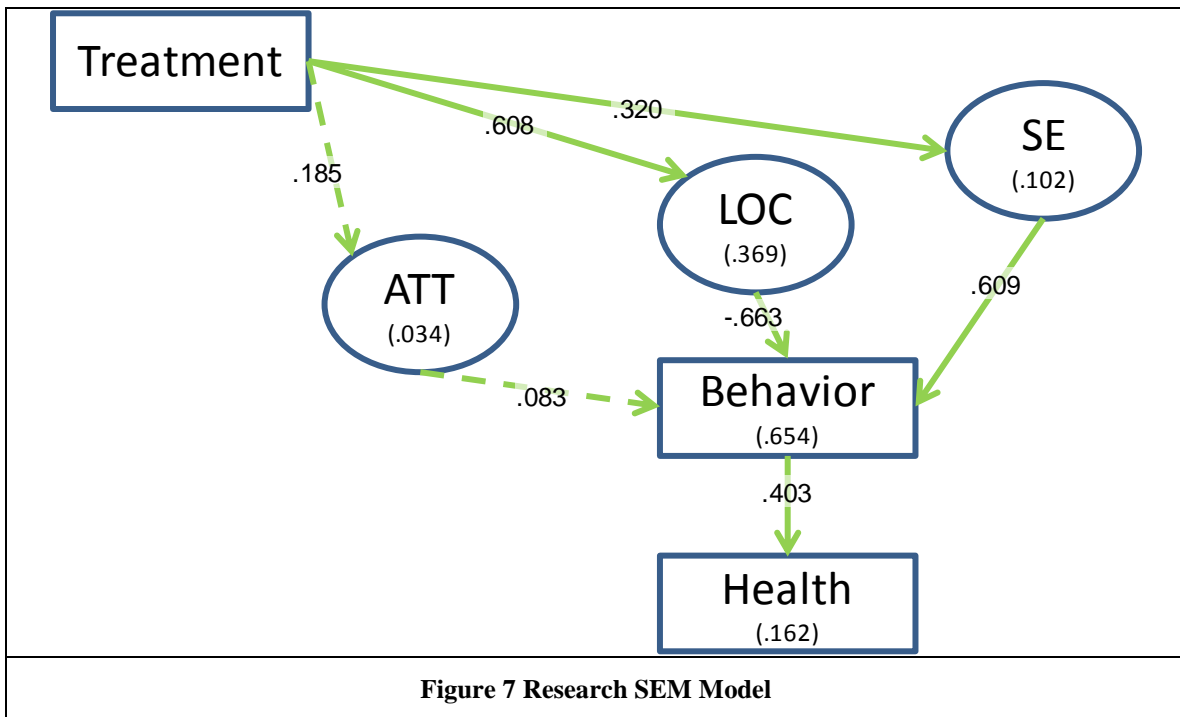 Treatment
.320
.608
SE
(.102)
.185
LOC
(.369)
ATT
(.034)
.609
-.663
.083
Behavior
(.654)
.403
Health
(.162)
Figure 7 Research SEM Model